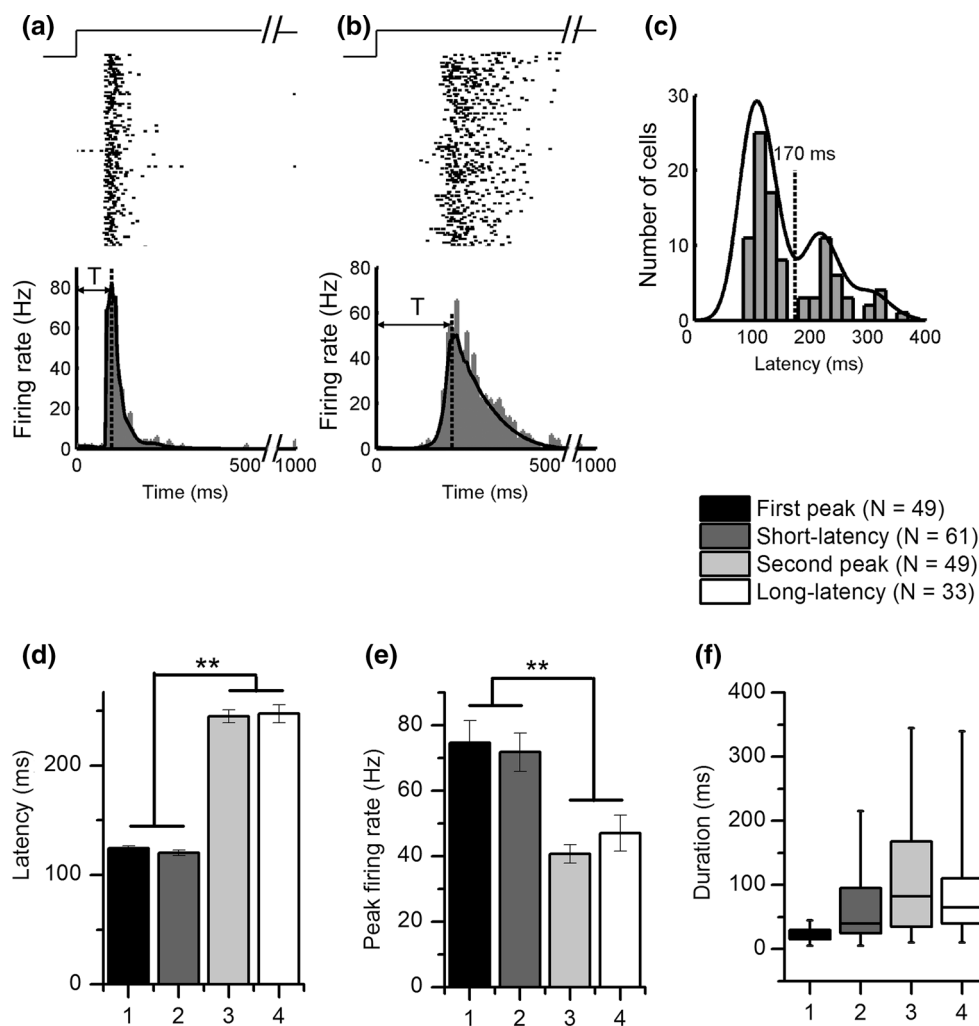 (a)
(b)
(c)
T
Firing rate (Hz)
80
60
40
20
0
0
500
1000
Time (ms)
T
Firing rate (Hz)
80
60
40
20
0
0
500
1000
Time (ms)
170 ms
Number of cells
30
20
10
0
0
100
200
300
400
Latency (ms)
First peak (N = 49)
Short-latency (N = 61)
Second peak (N = 49)
Long-latency (N = 33)
(d)
**
Latency (ms)
200
100
0
1
2
3
4
(e)
**
Peak firing rate (Hz)
80
60
40
20
0
1
2
3
4
(f)
Duration (ms)
400
300
200
100
0
1
2
3
4